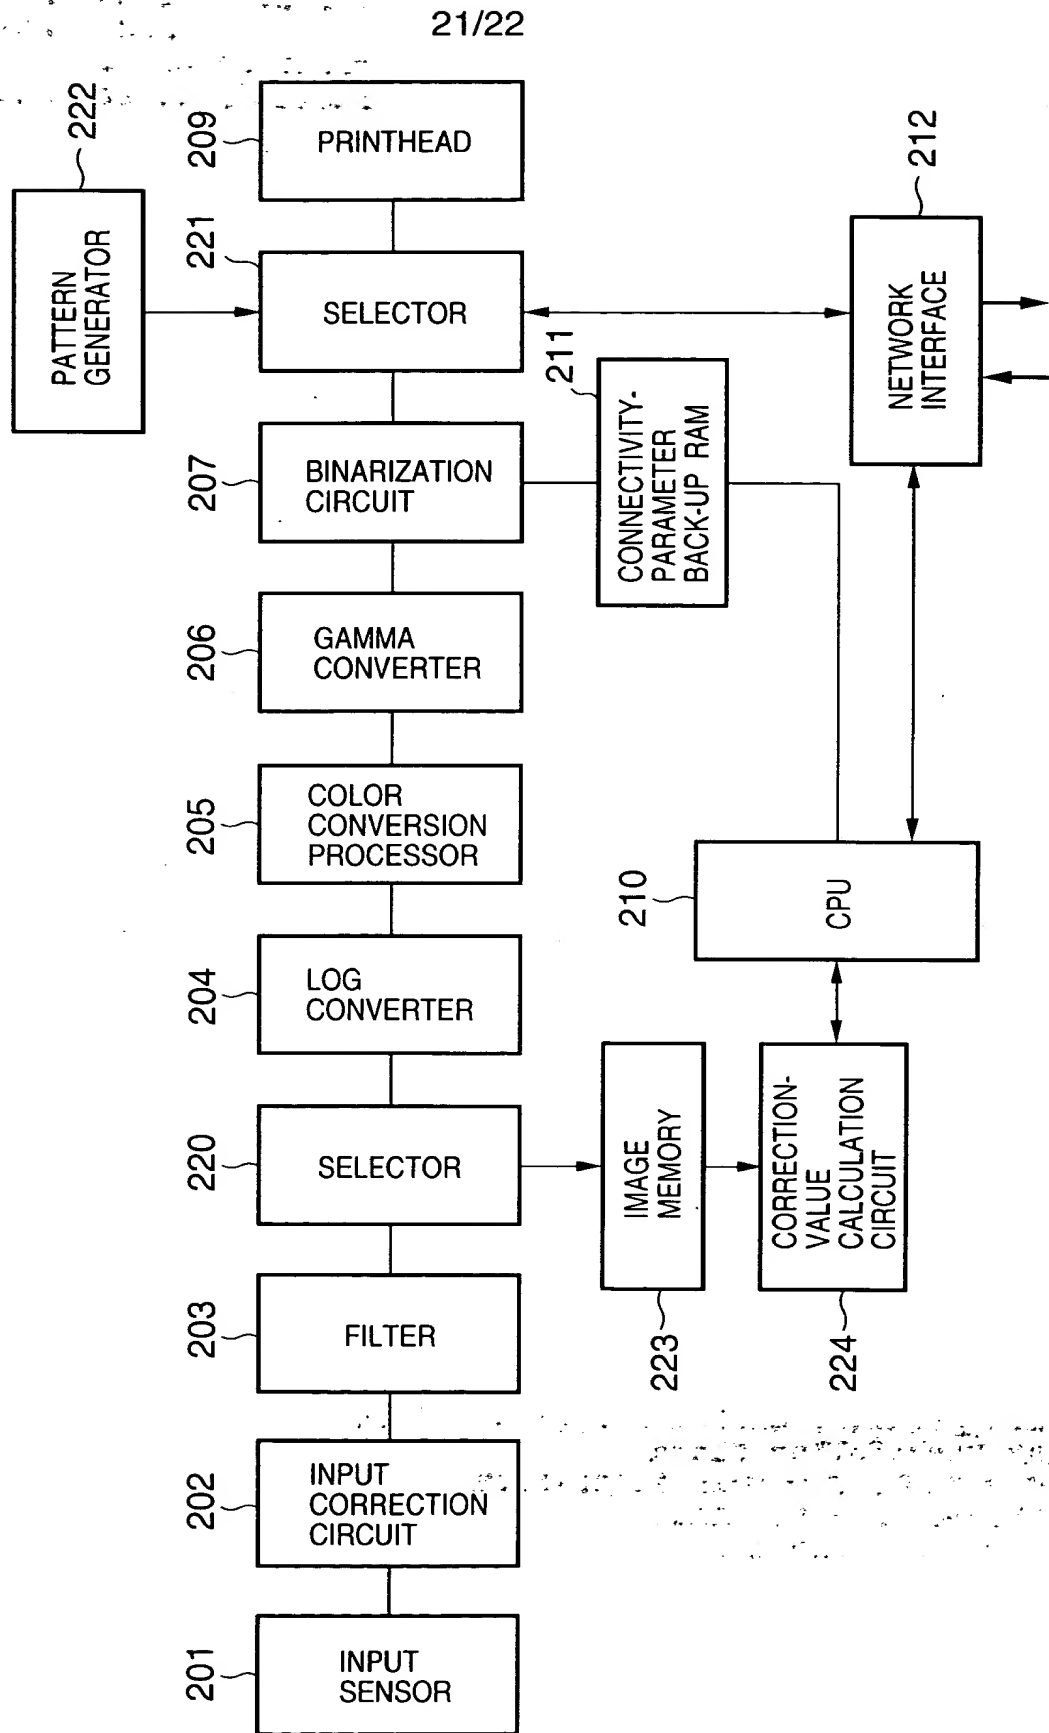 21/22
222
PATTERN
GENERATOR
209
PRINTHEAD
221
SELECTOR
212
NETWORK
INTERFACE
207
BINARIZATION
CIRCUIT
211
CONNECTIVITY-
PARAMETER
BACK-UP RAM
206
GAMMA
CONVERTER
205
COLOR
CONVERSION
PROCESSOR
210
CPU
204
LOG
CONVERTER
220
SELECTOR
IMAGE
MEMORY
223
CORRECTION-
VALUE
CALCULATION
CIRCUIT
224
203
FILTER
202
INPUT
CORRECTION
CIRCUIT
201
INPUT
SENSOR